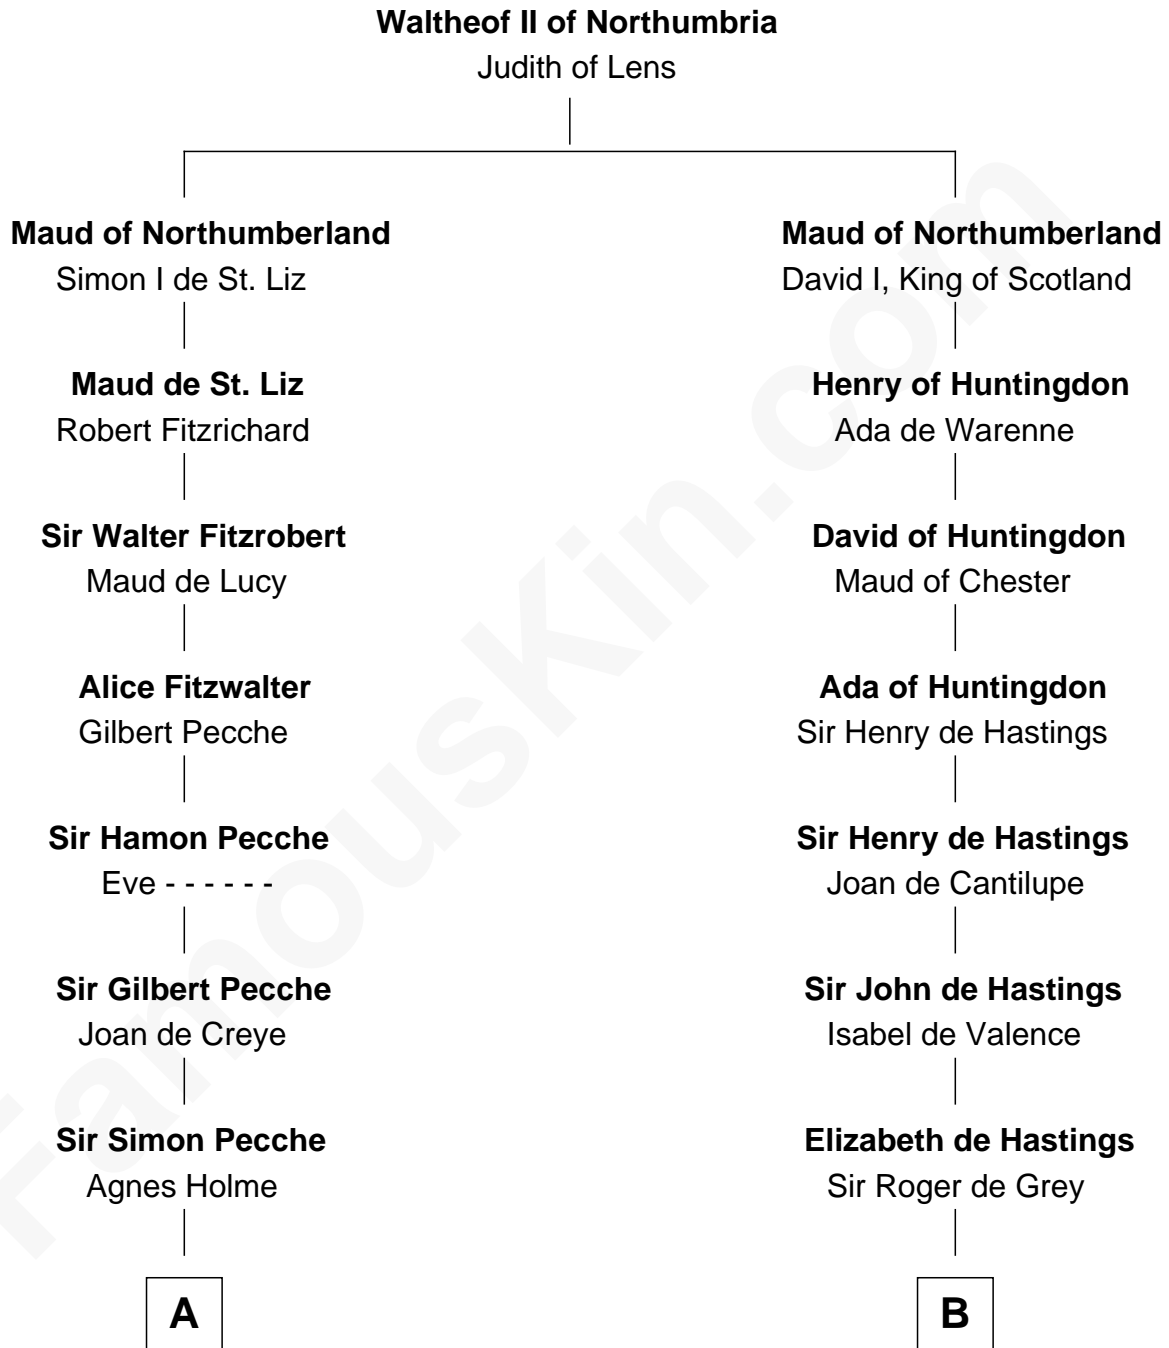 Waltheof II of Northumbria
Judith of Lens
Maud of Northumberland
Simon I de St. Liz
Maud of Northumberland
David I, King of Scotland
Maud de St. Liz
Robert Fitzrichard
Henry of Huntingdon
Ada de Warenne
Sir Walter Fitzrobert
Maud de Lucy
David of Huntingdon
Maud of Chester
Alice Fitzwalter
Gilbert Pecche
Ada of Huntingdon
Sir Henry de Hastings
Sir Hamon Pecche
Eve - - - - - -
Sir Henry de Hastings
Joan de Cantilupe
Sir Gilbert Pecche
Joan de Creye
Sir John de Hastings
Isabel de Valence
Sir Simon Pecche
Agnes Holme
Elizabeth de Hastings
Sir Roger de Grey
A
B
FamousKin.com